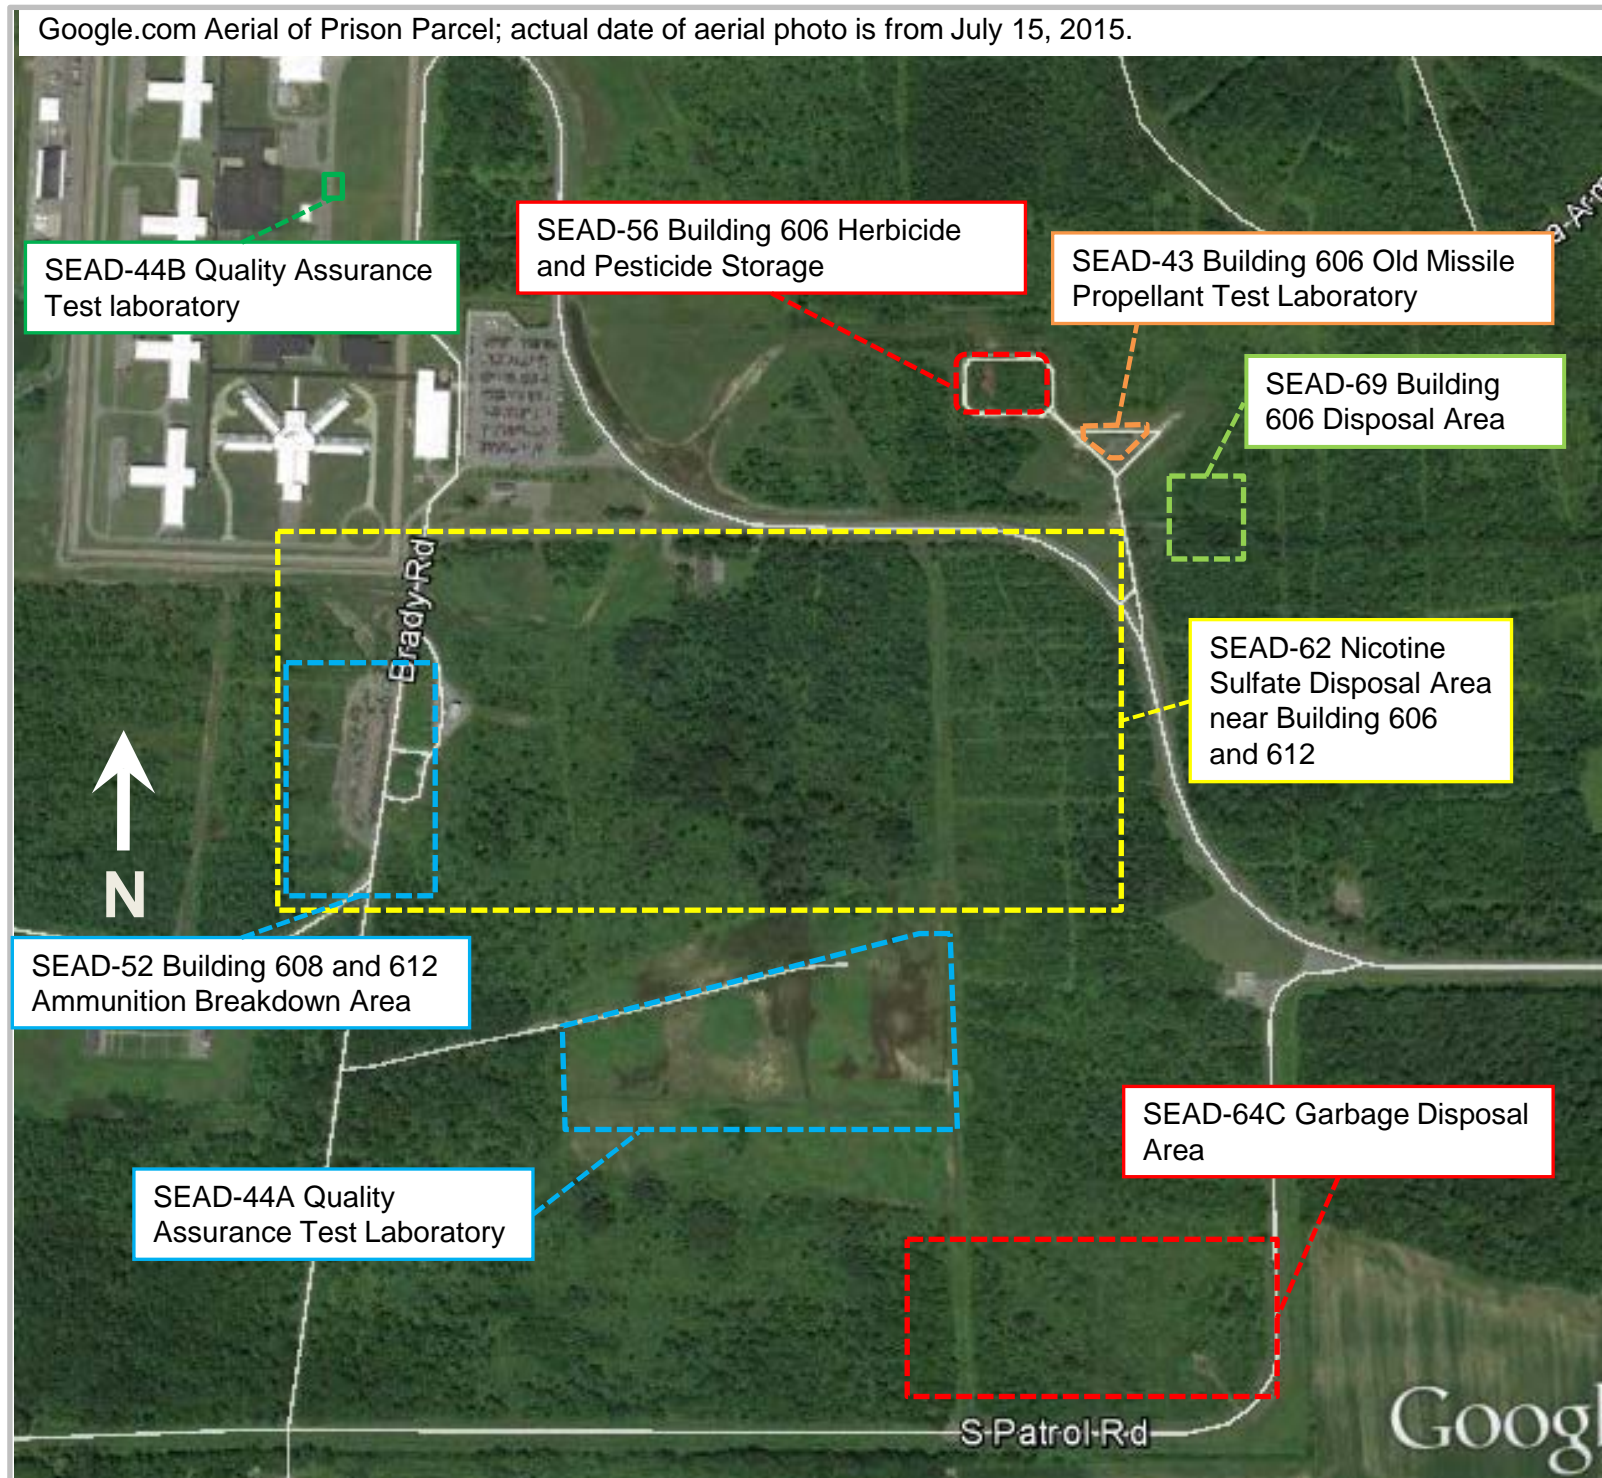 Google.com Aerial of Prison Parcel; actual date of aerial photo is from July 15, 2015.
SEAD-44B Quality Assurance
Test laboratory
SEAD-56 Building 606 Herbicide
and Pesticide Storage
SEAD-43 Building 606 Old Missile
Propellant Test Laboratory
SEAD-69 Building
606 Disposal Area
Brady Rd
SEAD-62 Nicotine
Sulfate Disposal Area
near Building 606
and 612
N
SEAD-52 Building 608 and 612
Ammunition Breakdown Area
SEAD-64C Garbage Disposal
Area
SEAD-44A Quality
Assurance Test Laboratory
S Patrol Rd
Googl